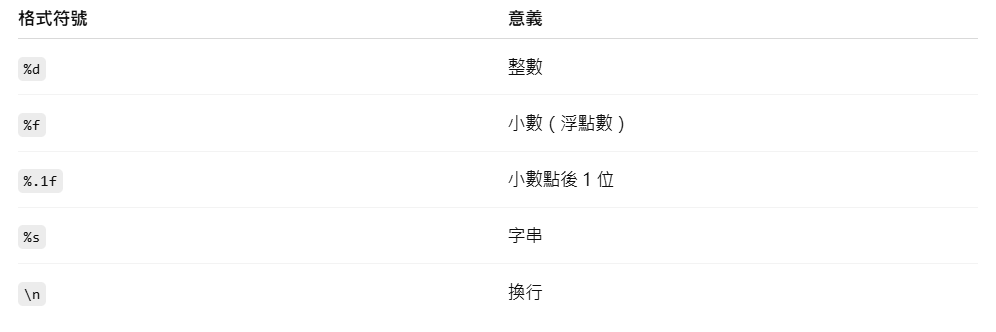 格式符號 意義
%d 整數
%f 小數（浮點數）
%.1f 小數點後 1 位
%s 字串
\n 換行